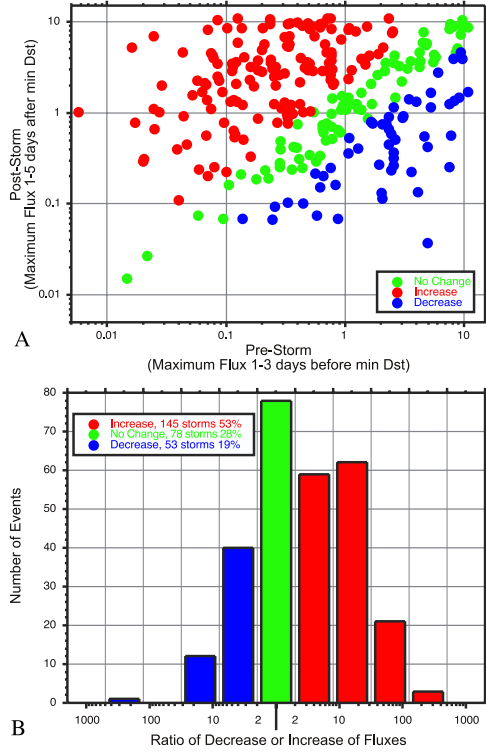 10
1
0.1
0.01
Post-Storm
(Maximum Flux 1-5 days after min Dst)
No Change
Increase
Decrease
0.01
0.1
1
10
A
Pre-Storm
(Maximum Flux 1-3 days before min Dst)
80
70
60
50
40
30
20
10
0
Number of Events
Increase, 145 storms 53%
No Change, 78 storms 28%
Decrease, 53 storms 19%
1000
100
10
2
2
10
100
1000
B
Ratio of Decrease or Increase of Fluxes